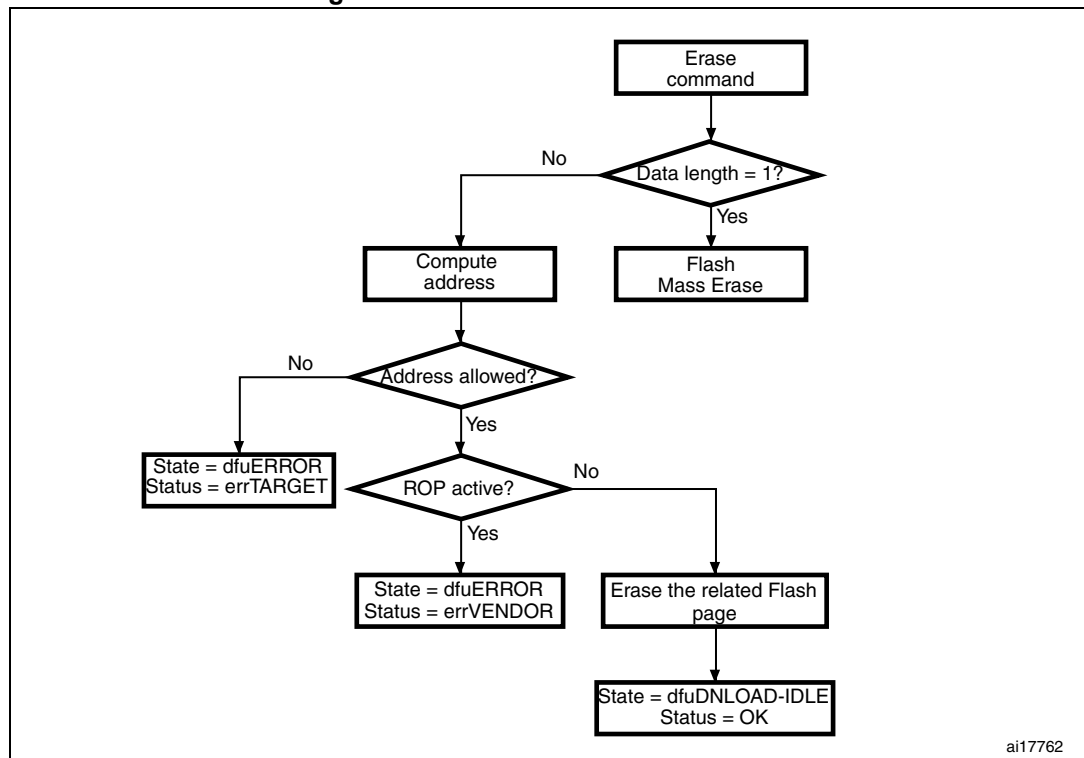 Erase
command
No
Data length = 1?
Yes
Compute
address
Flash
Mass Erase
No
Address allowed?
Yes
State = dfuERROR
Status = errTARGET
ROP active?
No
Yes
State = dfuERROR
Status = errVENDOR
Erase the related Flash
page
State = dfuDNLOAD-IDLE
Status = OK
ai17762